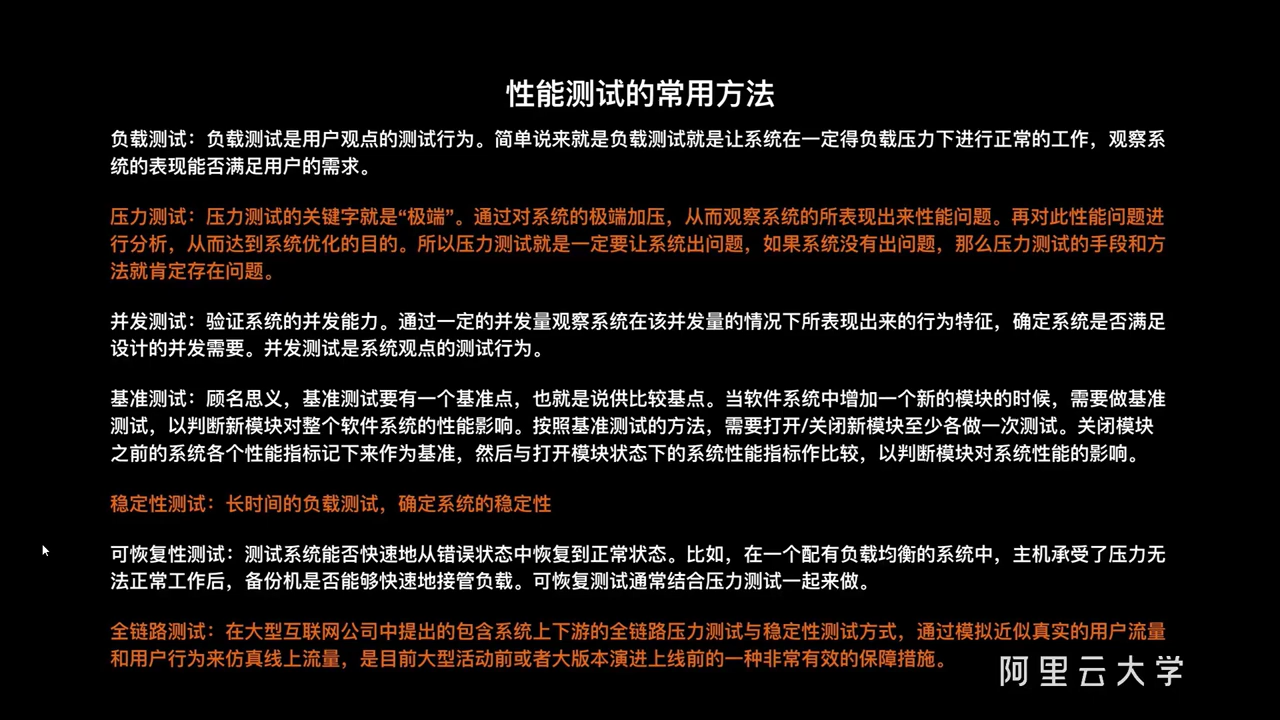 性能测试的常用方法
负载测试：负载测试是用户观点的测试行为。简单说来就是负载测试就是让系统在一定得负载压力下进行正常的工作，观察系
统的表现能否满足用户的需求。
压力测试：压力测试的关键字就是“极端”。通过对系统的极端加压，从而观察系统的所表现出来性能问题。再对此性能问题进
行分析，从而达到系统优化的目的。所以压力测试就是一定要让系统出问题，如果系统没有出问题，那么压力测试的手段和方
法就肯定存在问题。
并发测试：验证系统的并发能力。通过一定的并发量观察系统在该并发量的情况下所表现出来的行为特征，确定系统是否满足
设计的并发需要。并发测试是系统观点的测试行为。
基准测试：顾名思义，基准测试要有一个基准点，也就是说供比较基点。当软件系统中增加一个新的模块的时候，需要做基准
测试，以判断新模块对整个软件系统的性能影响。按照基准测试的方法，需要打开/关闭新模块至少各做一次测试。关闭模块
之前的系统各个性能指标记下来作为基准，然后与打开模块状态下的系统性能指标作比较，以判断模块对系统性能的影响。
稳定性测试：长时间的负载测试，确定系统的稳定性
可恢复性测试：测试系统能否快速地从错误状态中恢复到正常状态。比如，在一个配有负载均衡的系统中，主机承受了压力无
法正常工作后，备份机是否能够快速地接管负载。可恢复测试通常结合压力测试一起来做。
全链路测试：在大型互联网公司中提出的包含系统上下游的全链路压力测试与稳定性测试方式，通过模拟近似真实的用户流量
和用户行为来仿真线上流量，是目前大型活动前或者大版本演进上线前的一种非常有效的保障措施。
阿里云大学